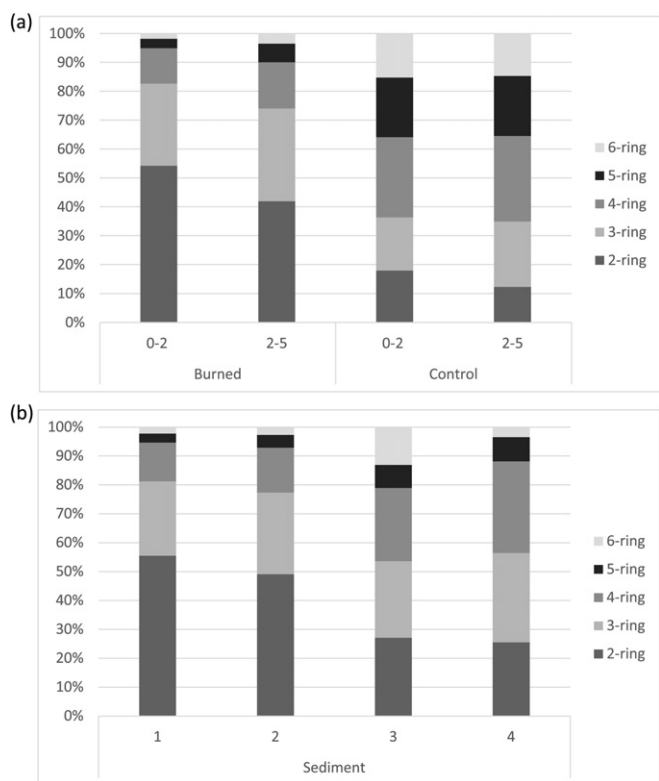 (a)
100%
90%
80%
70%
60%
50%
40%
30%
20%
10%
0%
0-2 2-5 0-2 2-5
Burned Control
6-ring
5-ring
4-ring
3-ring
2-ring
(b)
100%
90%
80%
70%
60%
50%
40%
30%
20%
10%
0%
1 2 3 4
Sediment
6-ring
5-ring
4-ring
3-ring
2-ring